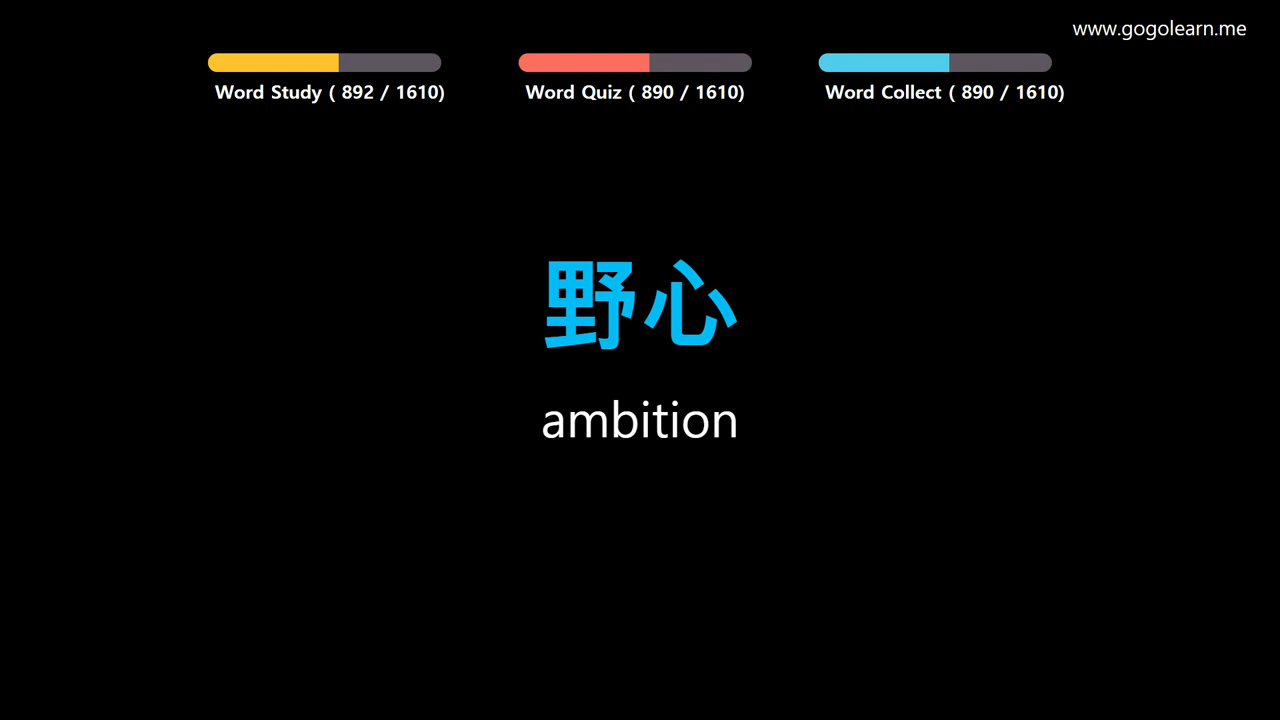 www.gogolearn.me
Word Study ( 892 / 1610)
Word Quiz ( 890 / 1610)
Word Collect ( 890 / 1610)
野心
ambition